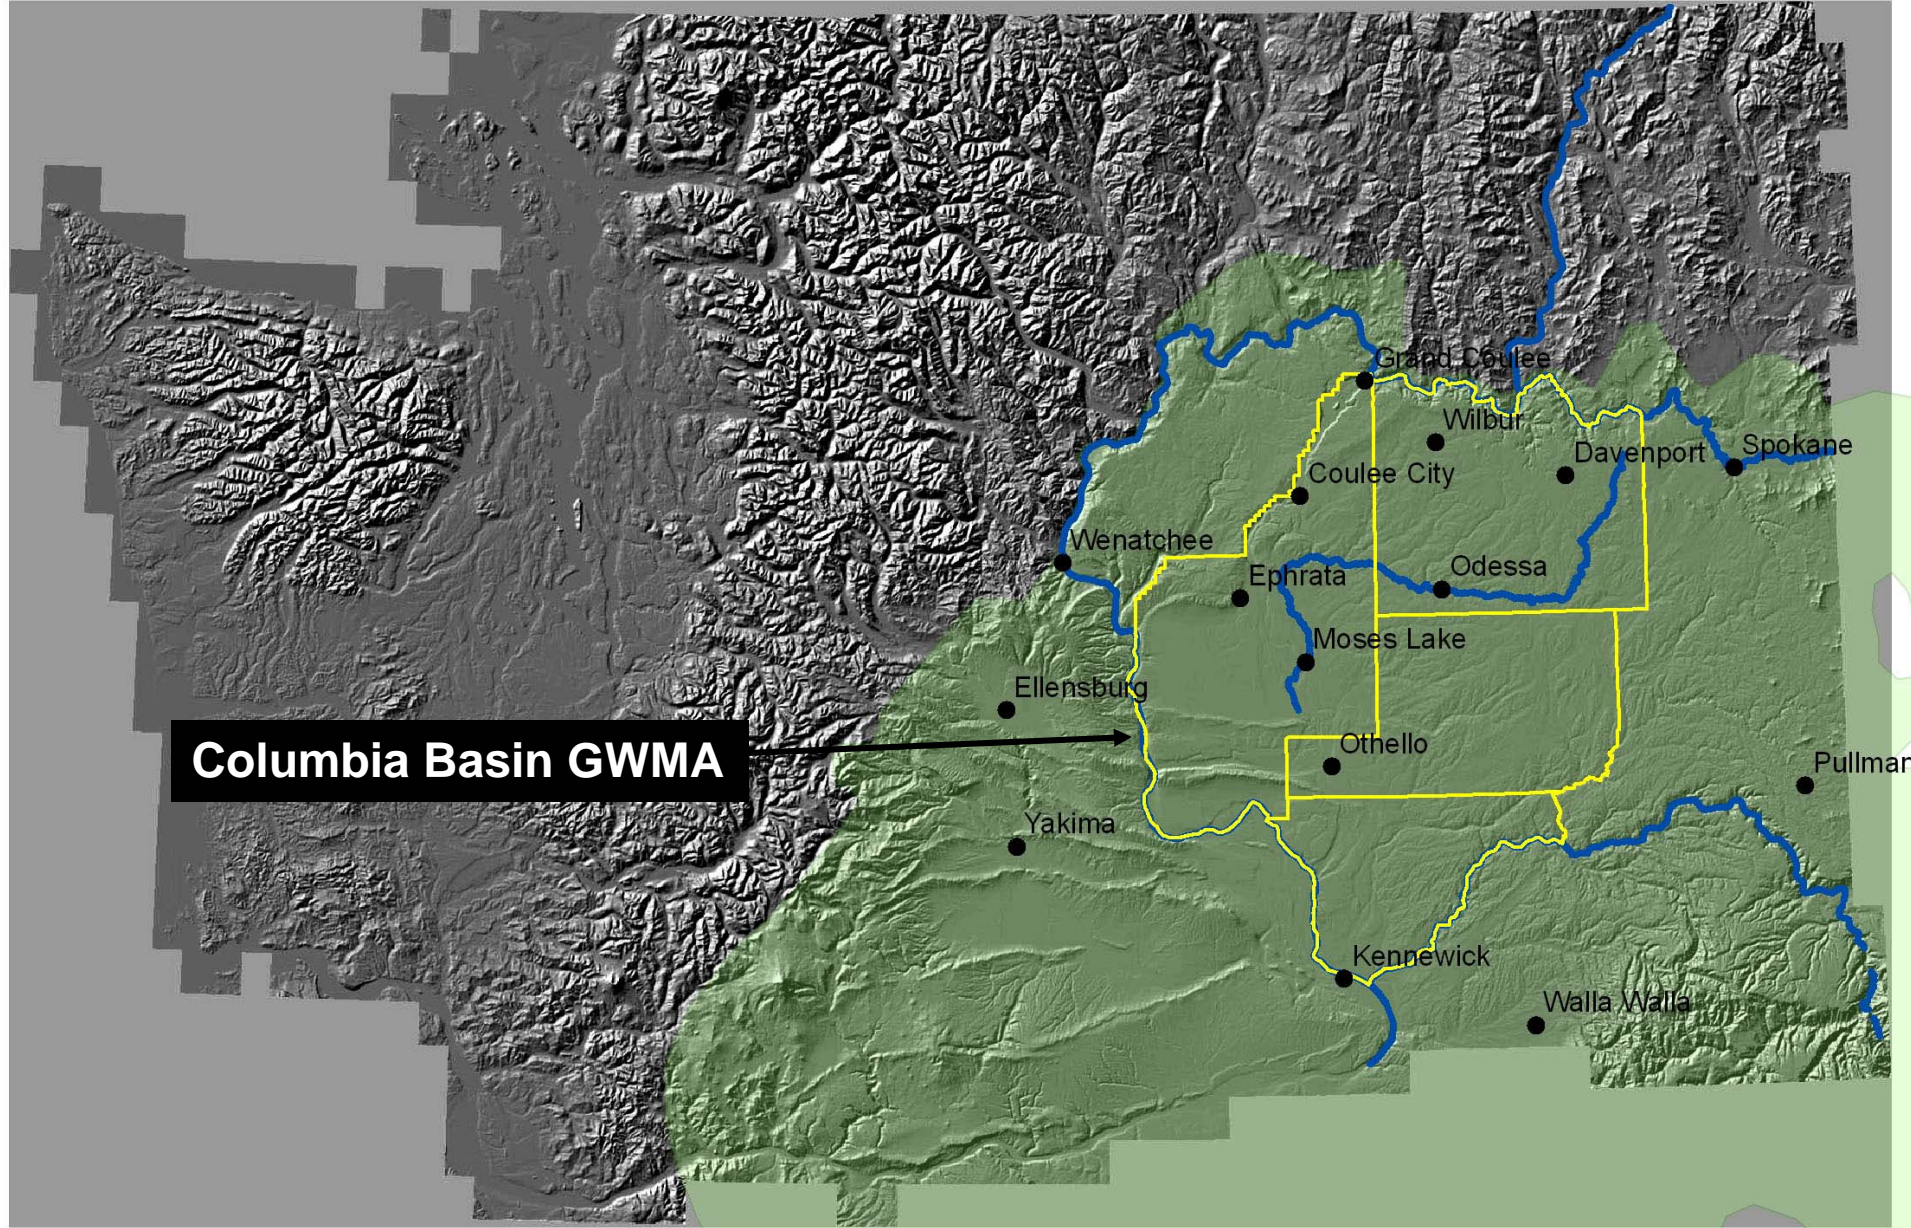 Grand Coulee
Wilbur
Davenport
Spokane
Coulee City
Wenatchee
Ephrata
Odessa
Moses Lake
Ellensburg
Columbia Basin GWMA
Othello
Pullman
Yakima
Kennewick
Walla Walla